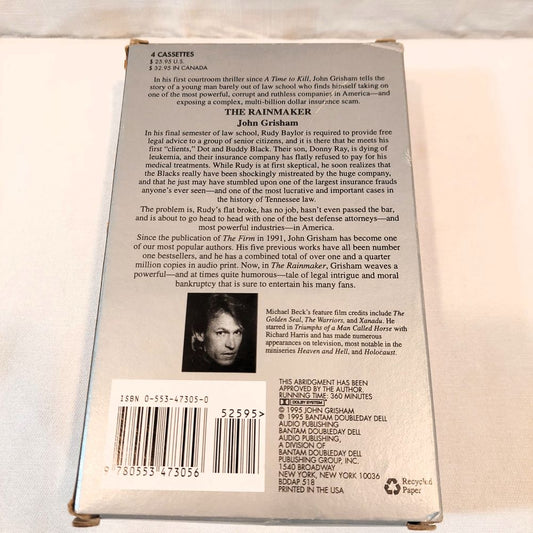 4 CASSETTES
$ 25.95 U.S.
$ 32.95 IN CANADA
In his first courtroom thriller since A Time to Kill, John Grisham tells the
story of a young man barely out of law school who finds himself taking on
one of the most powerful, corrupt and ruthless companies in America—and
exposing a complex, multi-billion dollar insurance scam.
THE RAINMAKER
John Grisham
In his final semester of law school, Rudy Baylor is required to provide free
legal advice to a group of senior citizens, and it is there that he meets his
first "clients," Dot and Buddy Black. Their son, Donny Ray, is dying of
leukemia, and their insurance company has flatly refused to pay for his
medical treatments. While Rudy is at first skeptical, he soon realizes that
the Blacks really have been shockingly mistreated by the huge company,
and that he just may have stumbled upon one of the largest insurance frauds
anyone's ever seen—and one of the most lucrative and important cases in
the history of Tennessee law.
The problem is, Rudy's flat broke, has no job, hasn't even passed the bar,
and is about to go head to head with one of the best defense attorneys—and
most powerful industries—in America.
Since the publication of The Firm in 1991, John Grisham has become one
of our most popular authors. His five previous works have all been number
one bestsellers, and he has a combined total of over one and a quarter
million copies in audio print. Now, in The Rainmaker, Grisham weaves a
powerful—and at times quite humorous—tale of legal intrigue and moral
bankruptcy that is sure to entertain his many fans.
Michael Beck's feature film credits include The
Golden Seal, The Warriors, and Xanadu. He
starred in Triumphs of a Man Called Horse with
Richard Harris and has made numerous
appearances on television, most notable in the
miniseries Heaven and Hell, and Holocaust.
ISBN 0-553-47305-0
52595>
9 780553 473056
THIS ABRIDGMENT HAS BEEN
APPROVED BY THE AUTHOR.
RUNNING TIME: 360 MINUTES
DOLBY SYSTEM
© 1995 JOHN GRISHAM
℗ 1995 BANTAM DOUBLEDAY DELL
AUDIO PUBLISHING
BANTAM DOUBLEDAY DELL
AUDIO PUBLISHING,
A DIVISION OF
BANTAM DOUBLEDAY DELL
PUBLISHING GROUP, INC.
1540 BROADWAY
NEW YORK, NEW YORK 10036
BDDAP 518
PRINTED IN THE USA
Recycled
Paper